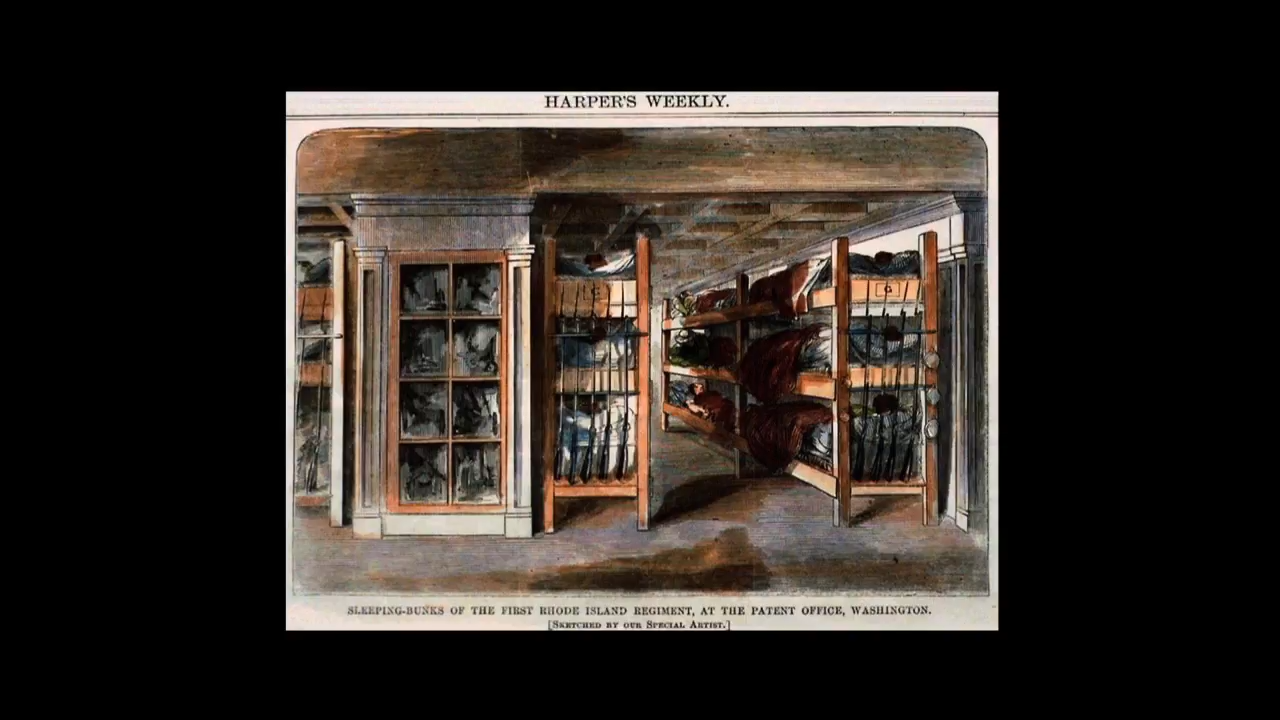 HARPER'S WEEKLY.
G
G
SLEEPING-BUNKS OF THE FIRST RHODE ISLAND REGIMENT, AT THE PATENT OFFICE, WASHINGTON.
[SKETCHED BY OUR SPECIAL ARTIST.]